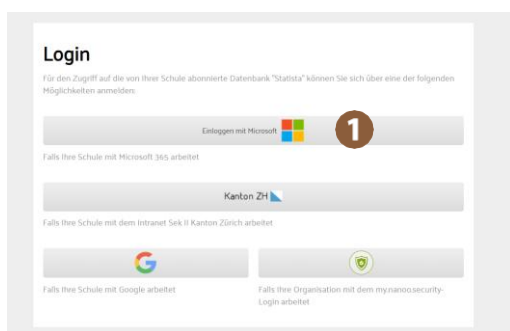 Login
Für den Zugriff auf die von Ihrer Schule abonnierte Datenbank "Statista" können Sie sich über eine der folgenden
Möglichkeiten anmelden:
Einloggen mit Microsoft
1
Falls Ihre Schule mit Microsoft 365 arbeitet
Kanton ZH
Falls Ihre Schule mit dem Intranet Sek II Kanton Zürich arbeitet
Falls Ihre Schule mit Google arbeitet
Falls Ihre Organisation mit dem my.nanoo.security-
Login arbeitet